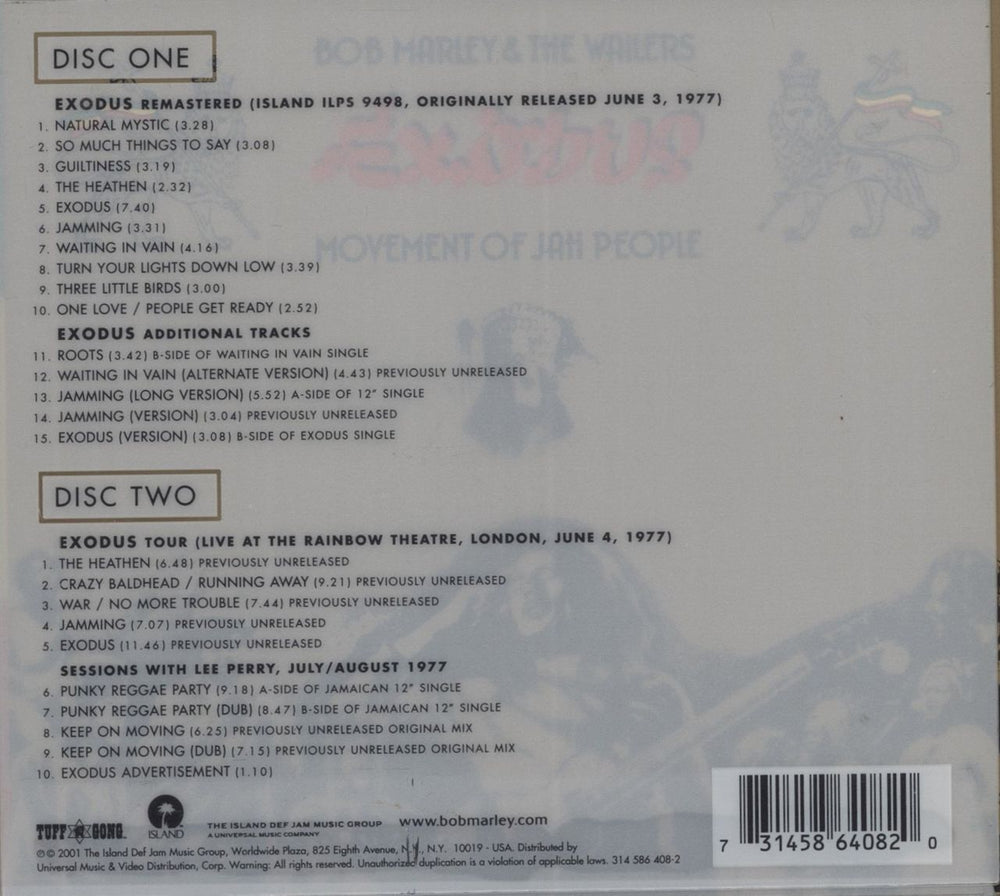 DISC ONE
BOB MARLEY & THE WAILERS
EXODUS REMASTERED (ISLAND ILPS 9498, ORIGINALLY RELEASED JUNE 3, 1977)
EXODUS
MOVEMENT OF JAH PEOPLE
1. NATURAL MYSTIC (3.28)
2. SO MUCH THINGS TO SAY (3.08)
3. GUILTINESS (3.19)
4. THE HEATHEN (2.32)
5. EXODUS (7.40)
6. JAMMING (3.31)
7. WAITING IN VAIN (4.16)
8. TURN YOUR LIGHTS DOWN LOW (3.39)
9. THREE LITTLE BIRDS (3.00)
10. ONE LOVE / PEOPLE GET READY (2.52)
EXODUS ADDITIONAL TRACKS
11. ROOTS (3.42) B-SIDE OF WAITING IN VAIN SINGLE
12. WAITING IN VAIN (ALTERNATE VERSION) (4.43) PREVIOUSLY UNRELEASED
13. JAMMING (LONG VERSION) (5.52) A-SIDE OF 12" SINGLE
14. JAMMING (VERSION) (3.04) PREVIOUSLY UNRELEASED
15. EXODUS (VERSION) (3.08) B-SIDE OF EXODUS SINGLE
DISC TWO
EXODUS TOUR (LIVE AT THE RAINBOW THEATRE, LONDON, JUNE 4, 1977)
1. THE HEATHEN (6.48) PREVIOUSLY UNRELEASED
2. CRAZY BALDHEAD / RUNNING AWAY (9.21) PREVIOUSLY UNRELEASED
3. WAR / NO MORE TROUBLE (7.44) PREVIOUSLY UNRELEASED
4. JAMMING (7.07) PREVIOUSLY UNRELEASED
5. EXODUS (11.46) PREVIOUSLY UNRELEASED
SESSIONS WITH LEE PERRY, JULY/AUGUST 1977
6. PUNKY REGGAE PARTY (9.18) A-SIDE OF JAMAICAN 12" SINGLE
7. PUNKY REGGAE PARTY (DUB) (8.47) B-SIDE OF JAMAICAN 12" SINGLE
8. KEEP ON MOVING (6.25) PREVIOUSLY UNRELEASED ORIGINAL MIX
9. KEEP ON MOVING (DUB) (7.15) PREVIOUSLY UNRELEASED ORIGINAL MIX
10. EXODUS ADVERTISEMENT (1.10)
TUFF GONG
ISLAND
THE ISLAND DEF JAM MUSIC GROUP
A UNIVERSAL MUSIC COMPANY
www.bobmarley.com
℗© 2001 The Island Def Jam Music Group, Worldwide Plaza, 825 Eighth Avenue, N.Y., N.Y. 10019 - USA. Distributed by
Universal Music & Video Distribution, Corp. Warning: All rights reserved. Unauthorized duplication is a violation of applicable laws. 314 586 408-2
7 31458 64082 0